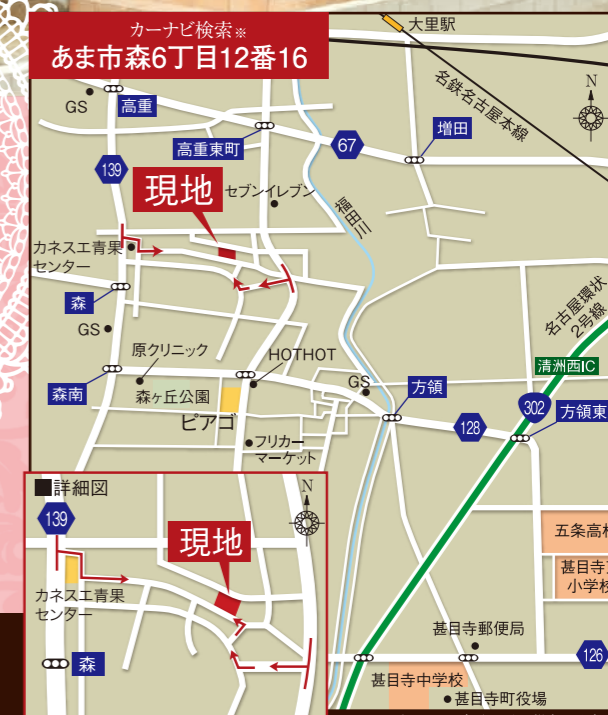 カーナビ検索※
あま市森6丁目12番16
大里駅
名鉄名古屋本線
N
GS
高重
高重東町
67
増田
139
現地
セブンイレブン
福田川
カネスエ青果
センター
森
GS
名古屋環状
2号線
清洲西IC
原クリニック
HOTHOT
森南
森ヶ丘公園
ピアゴ
GS
方領
302
方領東
128
フリカー
マーケット
■詳細図
N
139
現地
カネスエ青果
センター
森
五条高校
甚目寺
小学校
甚目寺郵便局
126
甚目寺中学校
甚目寺町役場